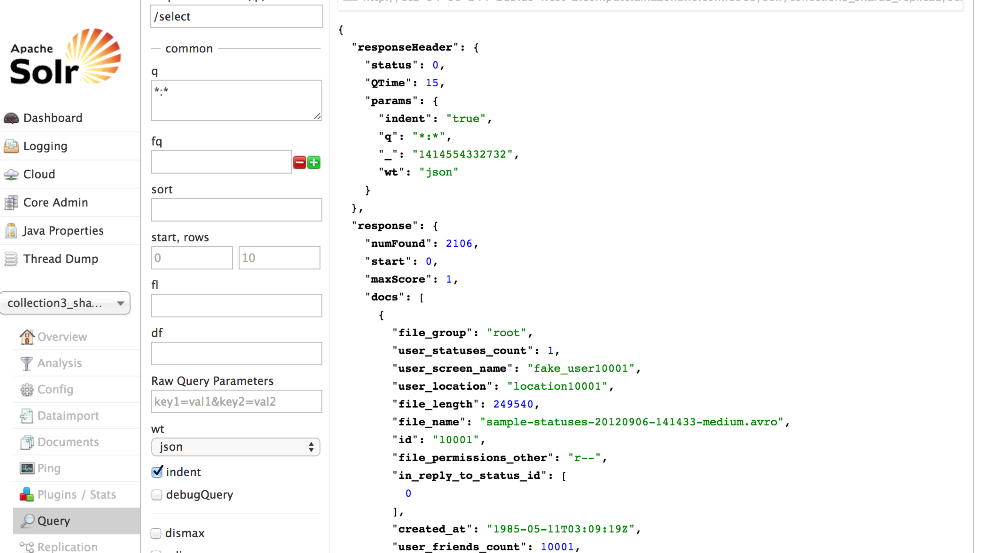 Apache
Solr
Dashboard
Logging
Cloud
Core Admin
Java Properties
Thread Dump
collection3_sha...
Overview
Analysis
Config
Dataimport
Documents
Ping
Plugins / Stats
Query
Replication
/select
common
q
*:*
fq
sort
start, rows
0 10
fl
df
Raw Query Parameters
key1=val1&key2=val2
wt
json
indent
debugQuery
dismax
{
"responseHeader": {
"status": 0,
"QTime": 15,
"params": {
"indent": "true",
"q": "*:*",
"_": "1414554332732",
"wt": "json"
}
},
"response": {
"numFound": 2106,
"start": 0,
"maxScore": 1,
"docs": [
{
"file_group": "root",
"user_statuses_count": 1,
"user_screen_name": "fake_user10001",
"user_location": "location10001",
"file_length": 249540,
"file_name": "sample-statuses-20120906-141433-medium.avro",
"id": "10001",
"file_permissions_other": "r--",
"in_reply_to_status_id": [
0
],
"created_at": "1985-05-11T03:09:19Z",
"user_friends_count": 10001,